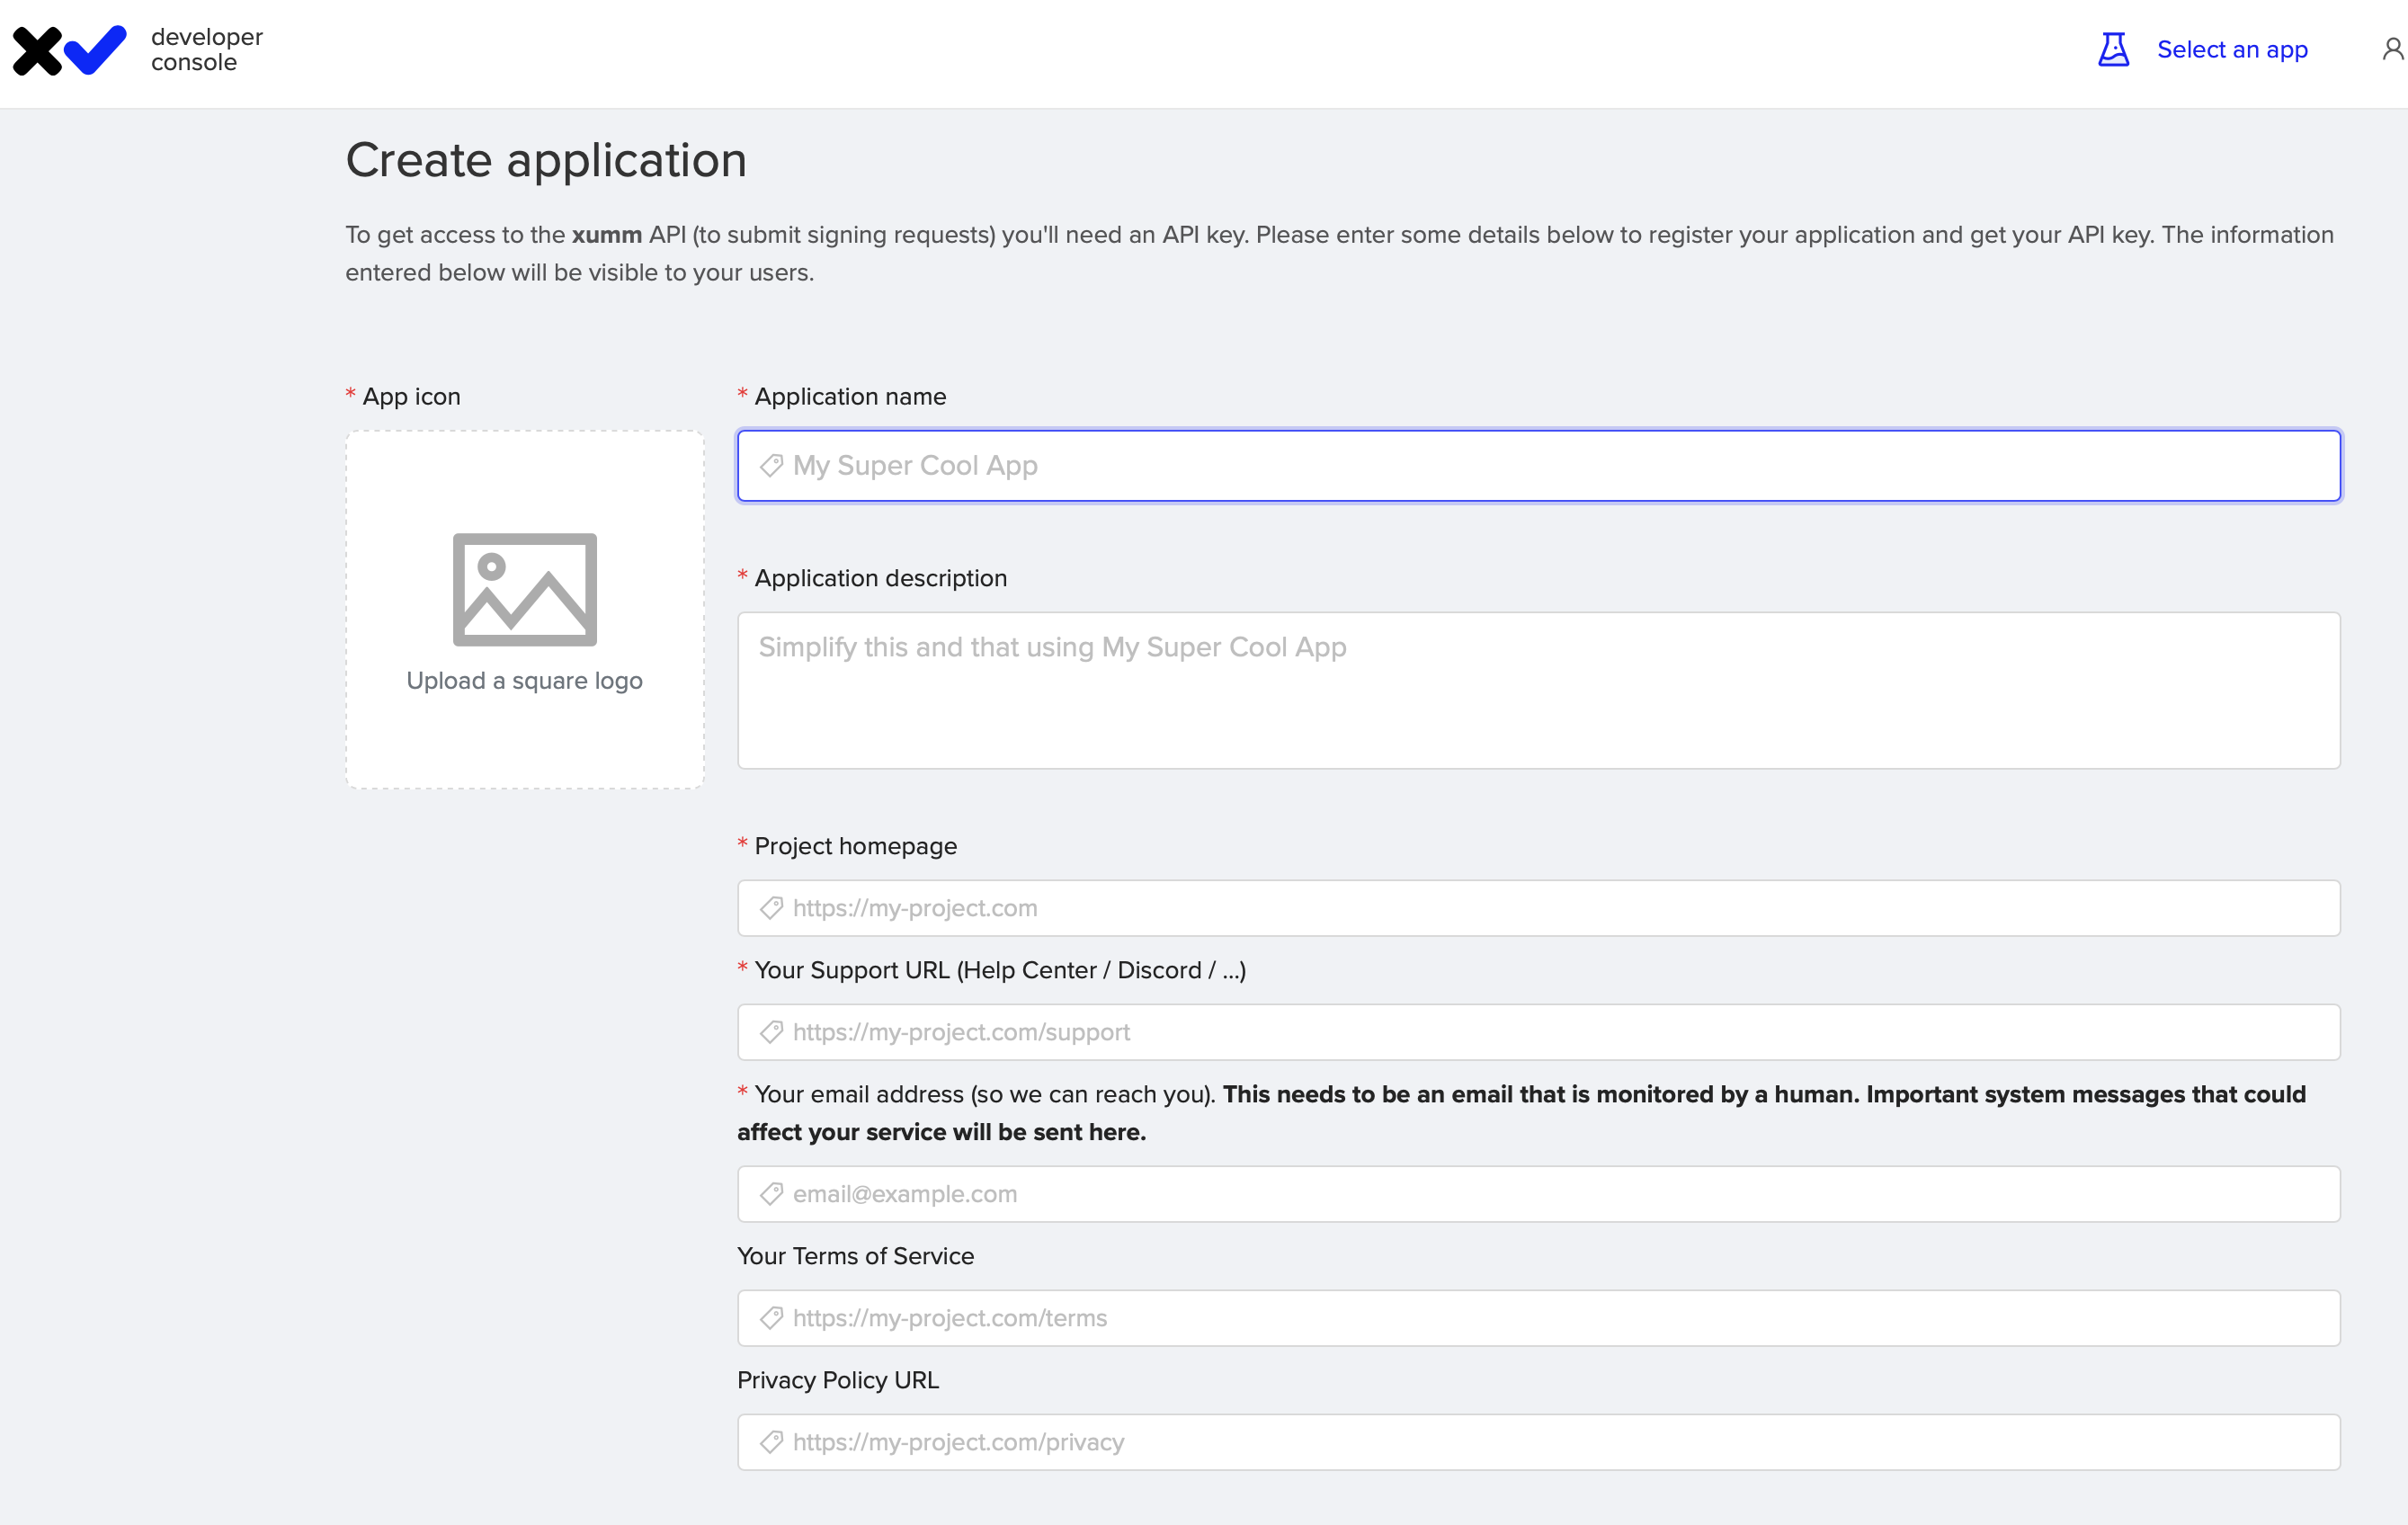 developer
console
Select an app
Create application
To get access to the xumm API (to submit signing requests) you'll need an API key. Please enter some details below to register your application and get your API key. The information
entered below will be visible to your users.
* App icon
Upload a square logo
* Application name
My Super Cool App
* Application description
Simplify this and that using My Super Cool App
* Project homepage
https://my-project.com
* Your Support URL (Help Center / Discord / ...)
https://my-project.com/support
* Your email address (so we can reach you). This needs to be an email that is monitored by a human. Important system messages that could
affect your service will be sent here.
email@example.com
Your Terms of Service
https://my-project.com/terms
Privacy Policy URL
https://my-project.com/privacy